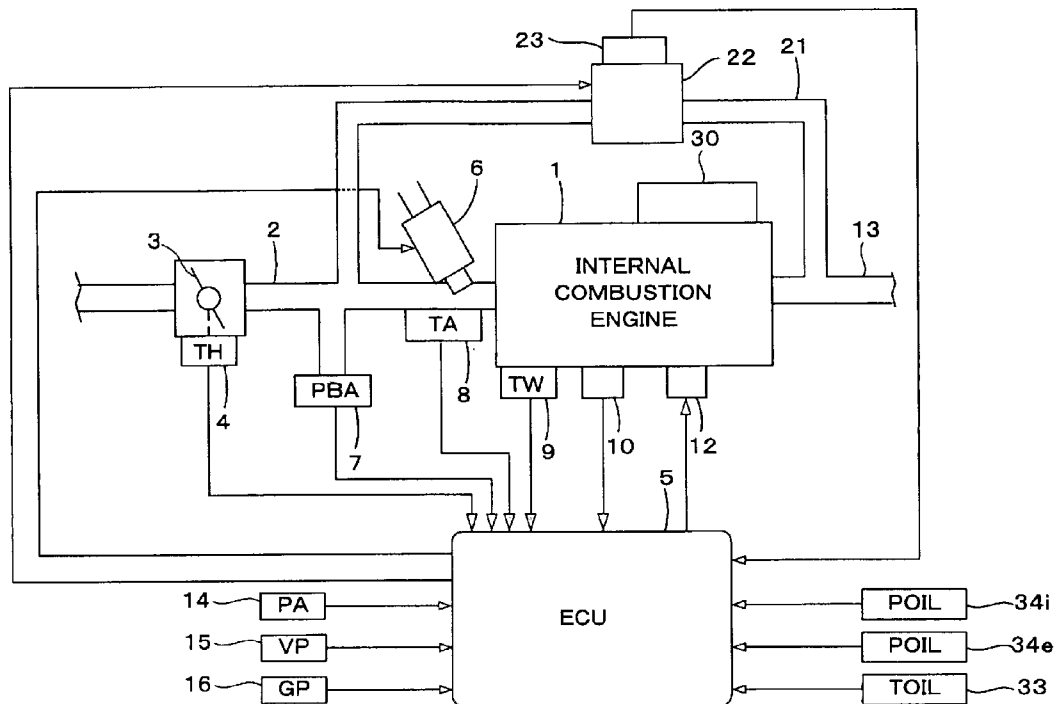 23
22
21
30
6
1
3
2
13
INTERNAL
COMBUSTION
ENGINE
TA
TH
8
TW
PBA
4
7
9
10
12
5
14
PA
ECU
POIL
34i
15
VP
POIL
34e
16
GP
TOIL
33